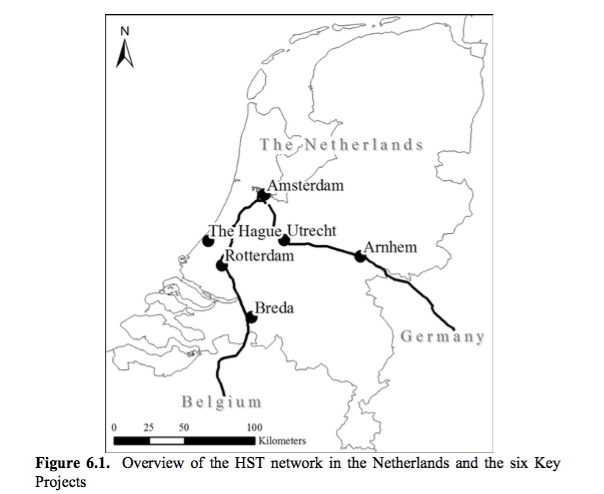 N
The Netherlands
Amsterdam
The Hague Utrecht
Rotterdam
Arnhem
Breda
Germany
Belgium
0 25 50 100
Kilometers
Figure 6.1. Overview of the HST network in the Netherlands and the six Key
Projects